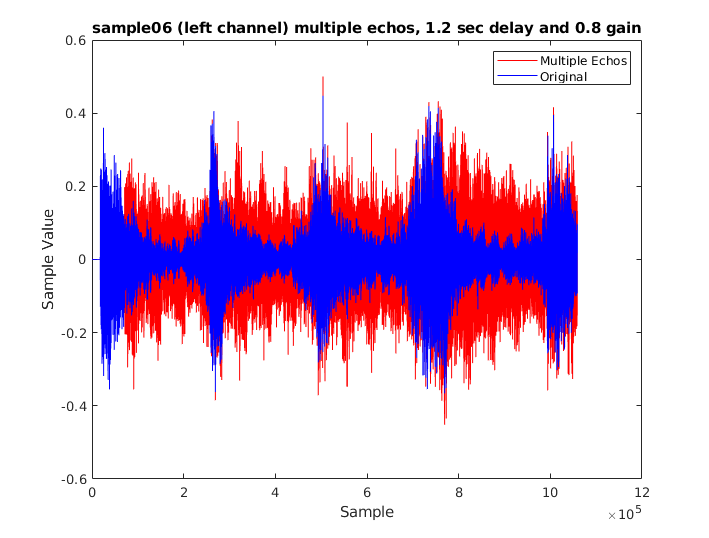 sample06 (left channel) multiple echos, 1.2 sec delay and 0.8 gain
Multiple Echos
Original
0.6
0.4
0.2
0
-0.2
-0.4
-0.6
Sample Value
0 2 4 6 8 10 12
Sample
×10^5